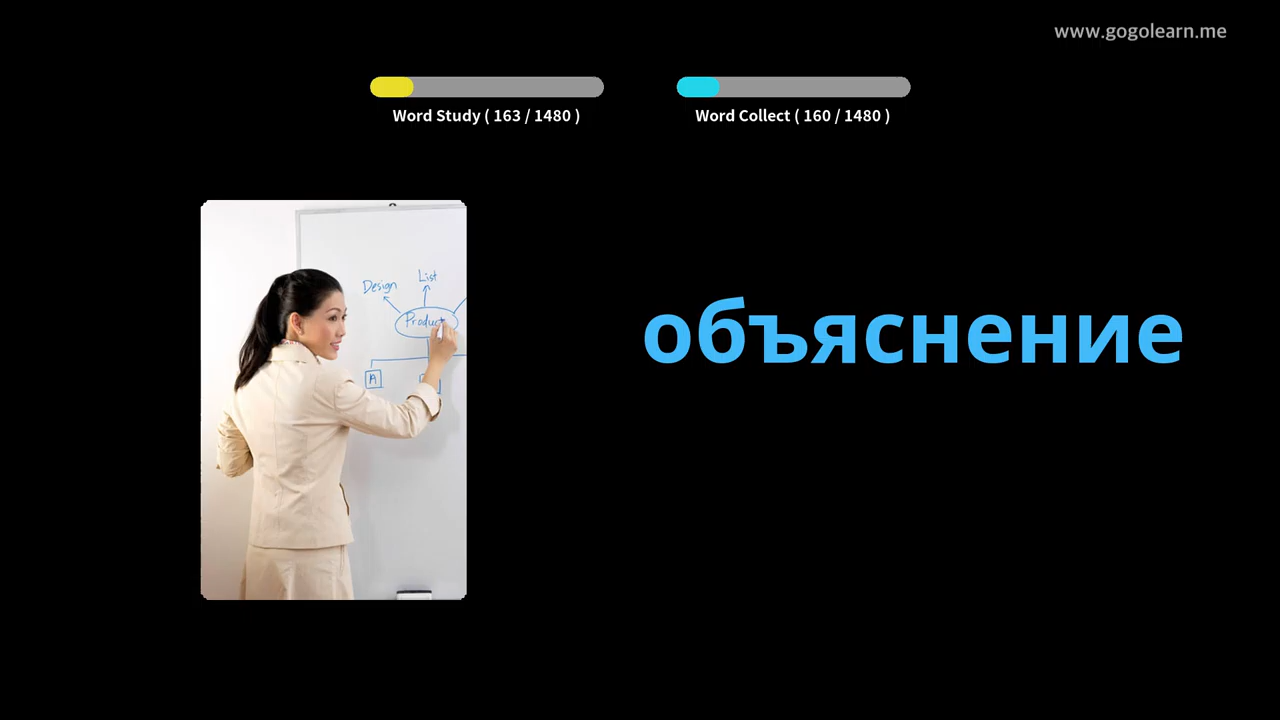 www.gogolearn.me
Word Study ( 163 / 1480 )
Word Collect ( 160 / 1480 )
Design
List
Product
A
объяснение